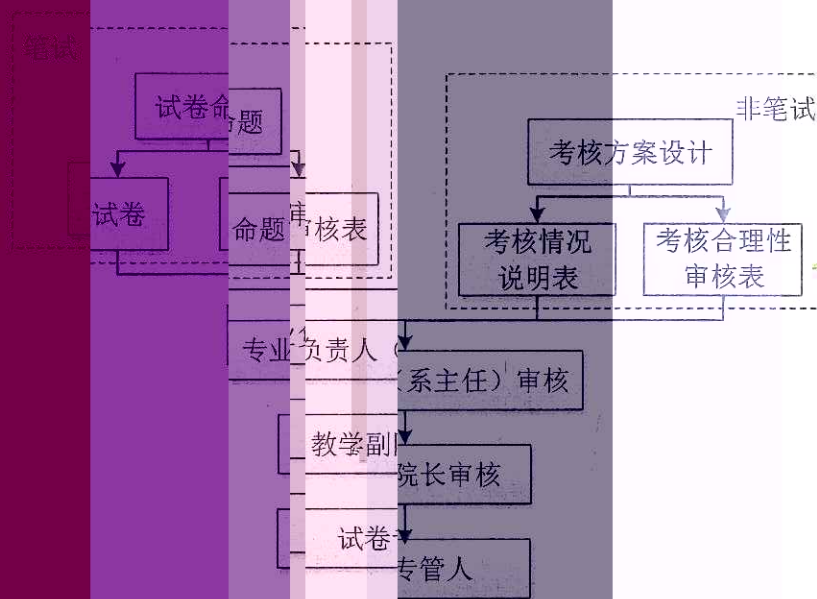 笔试
非笔试
试卷命题
考核方案设计
试卷
命题审核表
考核情况
说明表
考核合理性
审核表
专业负责人（系主任）审核
教学副院长审核
试卷专管人